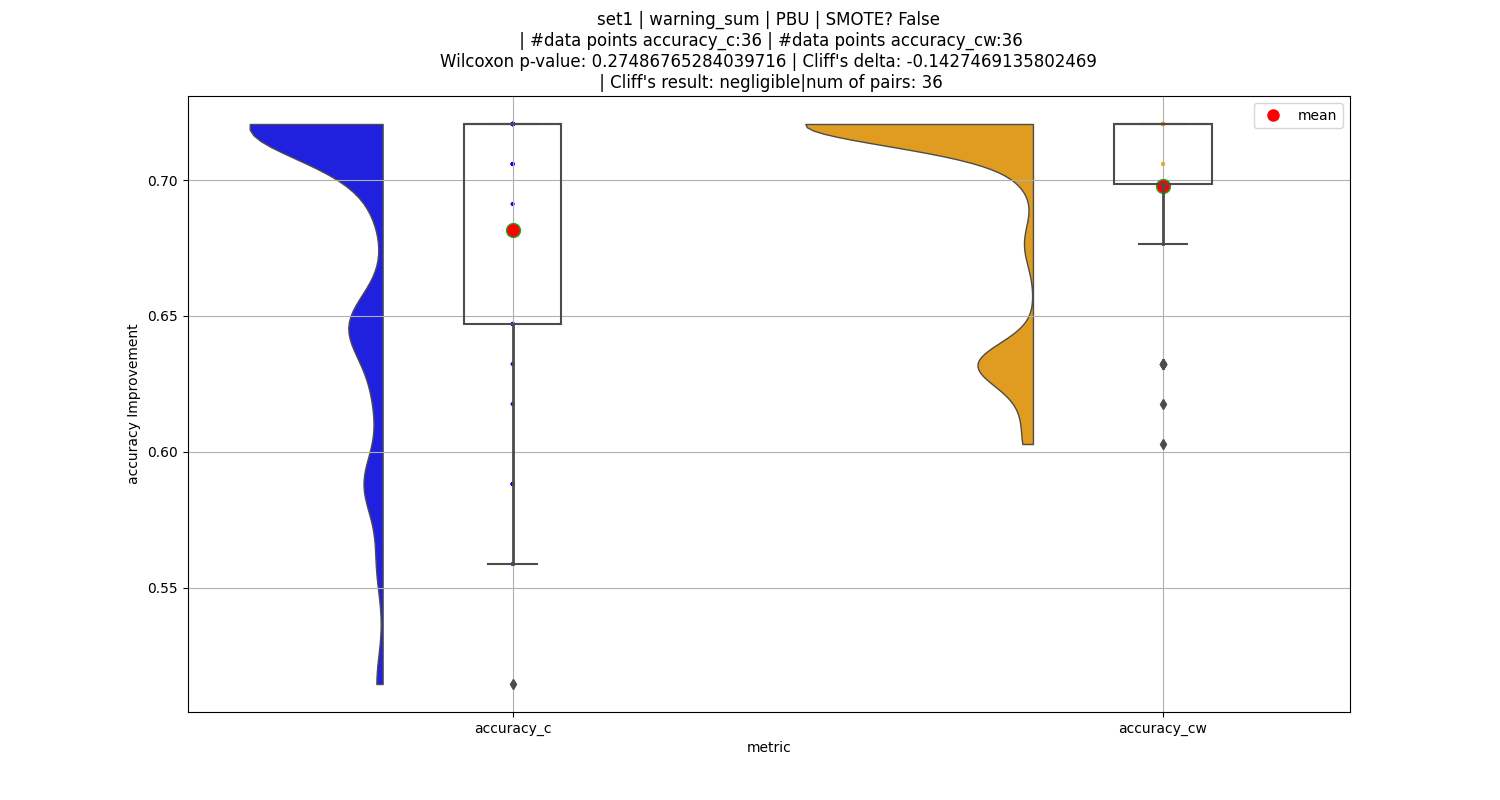 set1 | warning_sum | PBU | SMOTE? False
| #data points accuracy_c:36 | #data points accuracy_cw:36
Wilcoxon p-value: 0.27486765284039716 | Cliff's delta: -0.1427469135802469
| Cliff's result: negligible|num of pairs: 36
mean
0.70
0.65
0.60
0.55
accuracy Improvement
accuracy_c
accuracy_cw
metric